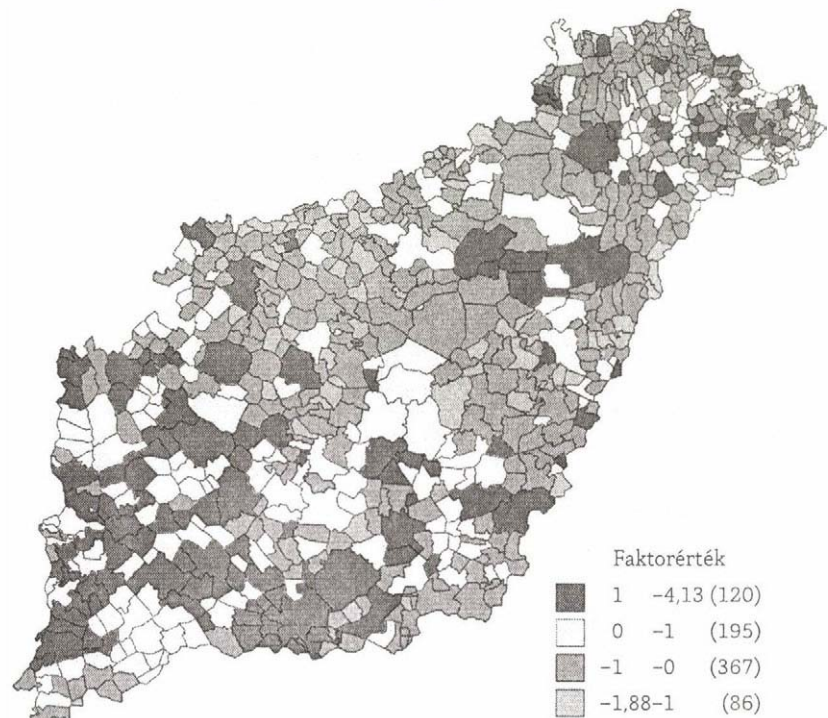 Faktorérték
1 –4,13 (120)
0 –1 (195)
–1 –0 (367)
–1,88–1 (86)